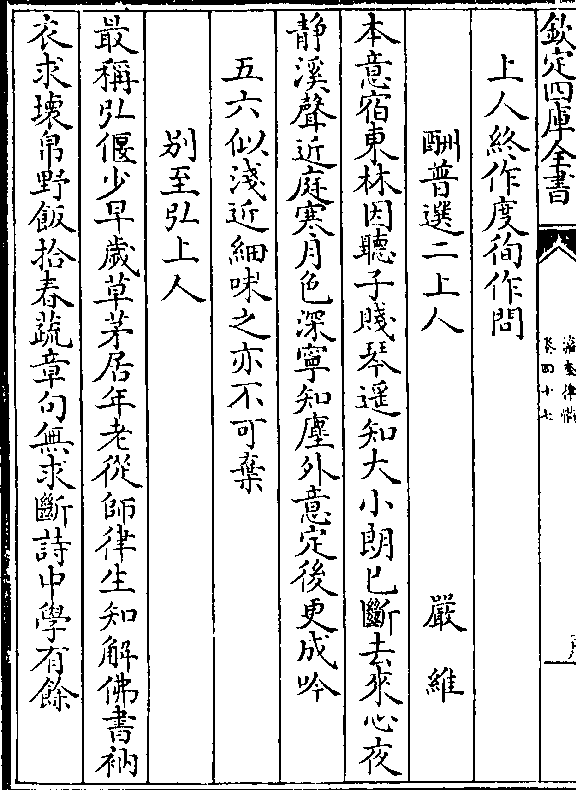 欽定四庫全書
瀛奎律髓
卷四十七
上人終作度徇作問
酬普選二上人　嚴維
本意宿東林因聽子賤琴遥知大小朗已斷去來心夜
静溪聲近庭寒月色深寧知塵外意定後更成吟
五六似淺近細味之亦不可棄
别至弘上人
最稱弘偃少早歲草茅居年老從師律生知解佛書衲
衣求壊帛野飯拾春蔬章句無求斷詩中學有餘